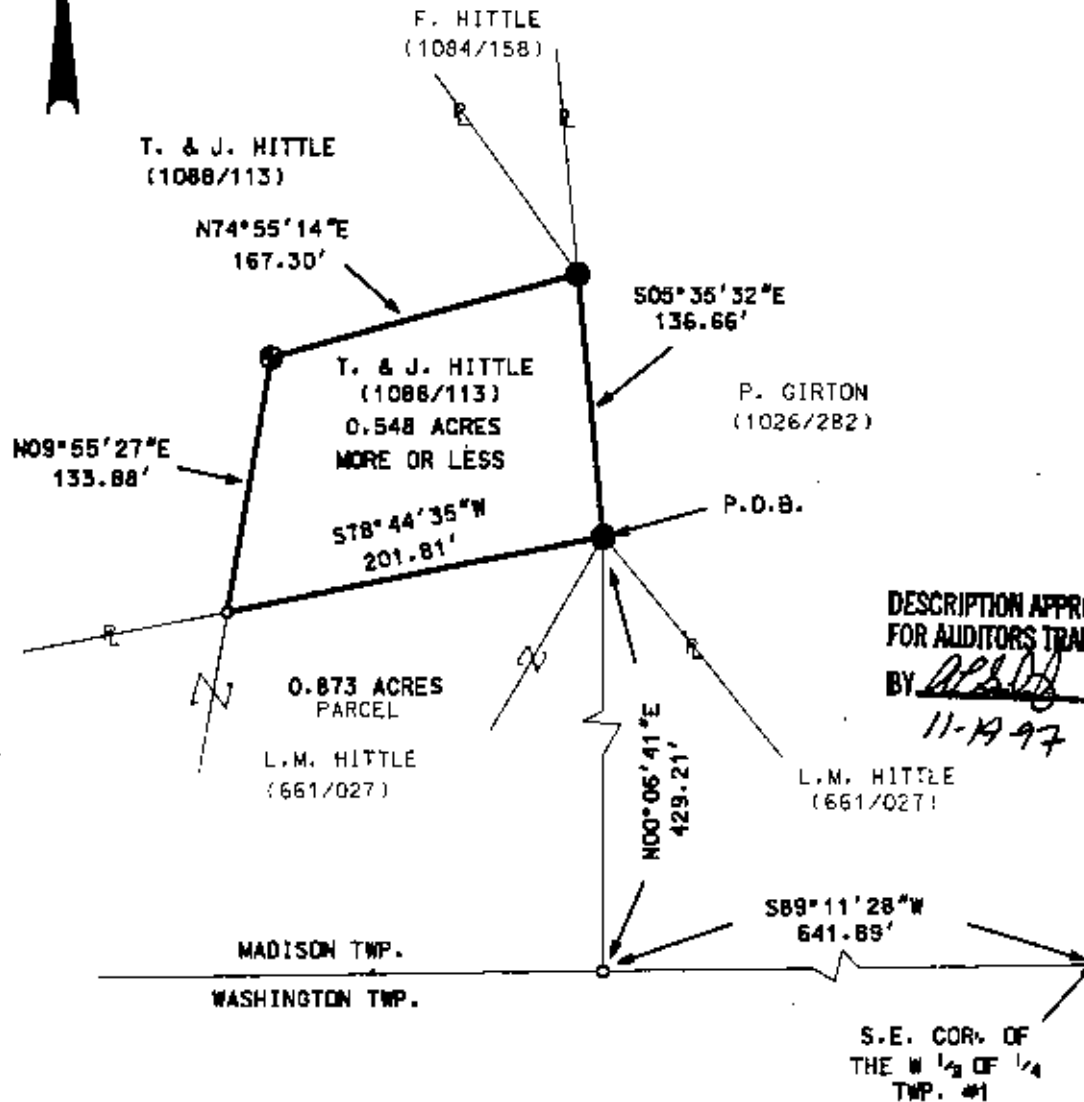 F. HITTLE
(1084/158)
T. & J. HITTLE
(1088/113)
N74°55'14"E
167.30'
S05°35'32"E
136.66'
T. & J. HITTLE
(1088/113)
0.548 ACRES
MORE OR LESS
P. GIRTON
(1026/282)
N09°55'27"E
133.88'
P.O.B.
S78°44'35"W
201.81'
DESCRIPTION APPR
FOR AUDITORS TRA
BY
11-19-97
0.873 ACRES
PARCEL
L.M. HITTLE
(661/027)
N00°06'41"E
429.21'
L.M. HITTLE
(661/027)
S89°11'28"W
641.89'
MADISON TWP.
WASHINGTON TWP.
S.E. COR. OF
THE W 1/2 OF 1/4
TWP. #1